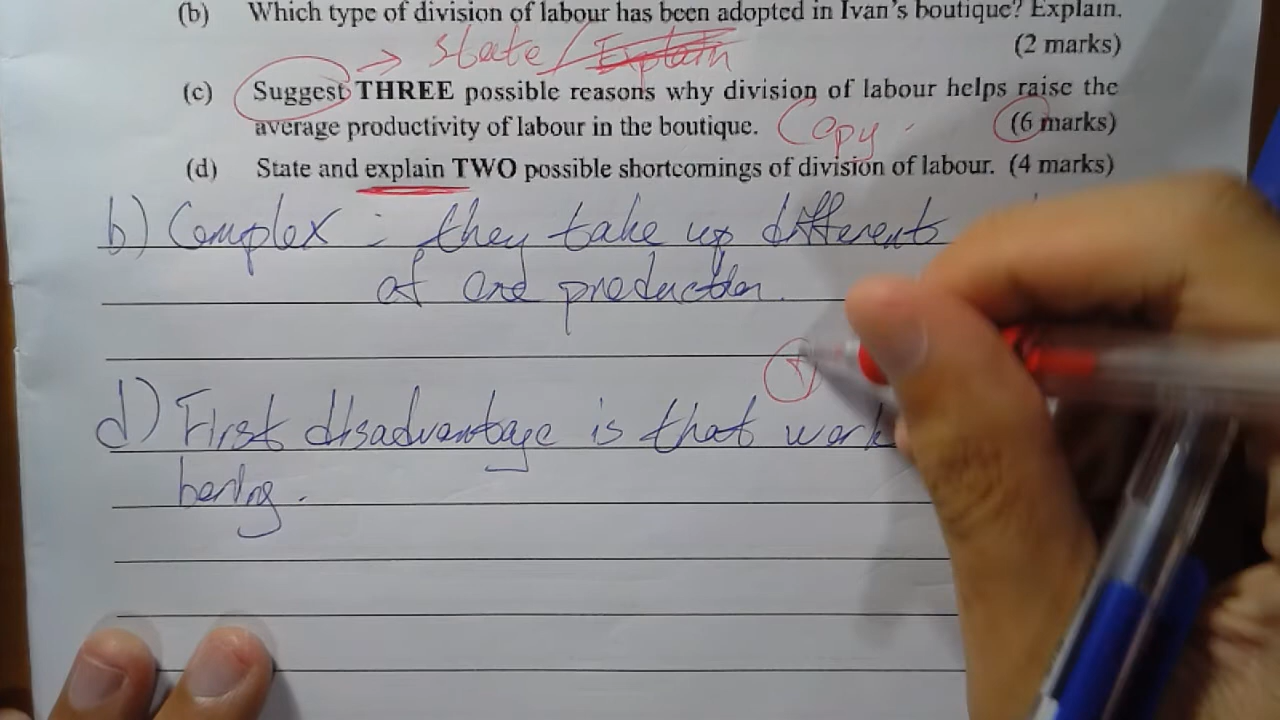 (b) Which type of division of labour has been adopted in Ivan's boutique? Explain.
(2 marks)
→ state / Explain
(c) Suggest THREE possible reasons why division of labour helps raise the
average productivity of labour in the boutique. (6 marks)
Copy.
(d) State and explain TWO possible shortcomings of division of labour. (4 marks)
b) Complex : they take up different
of one production.
d) First disadvantage is that work
boring.